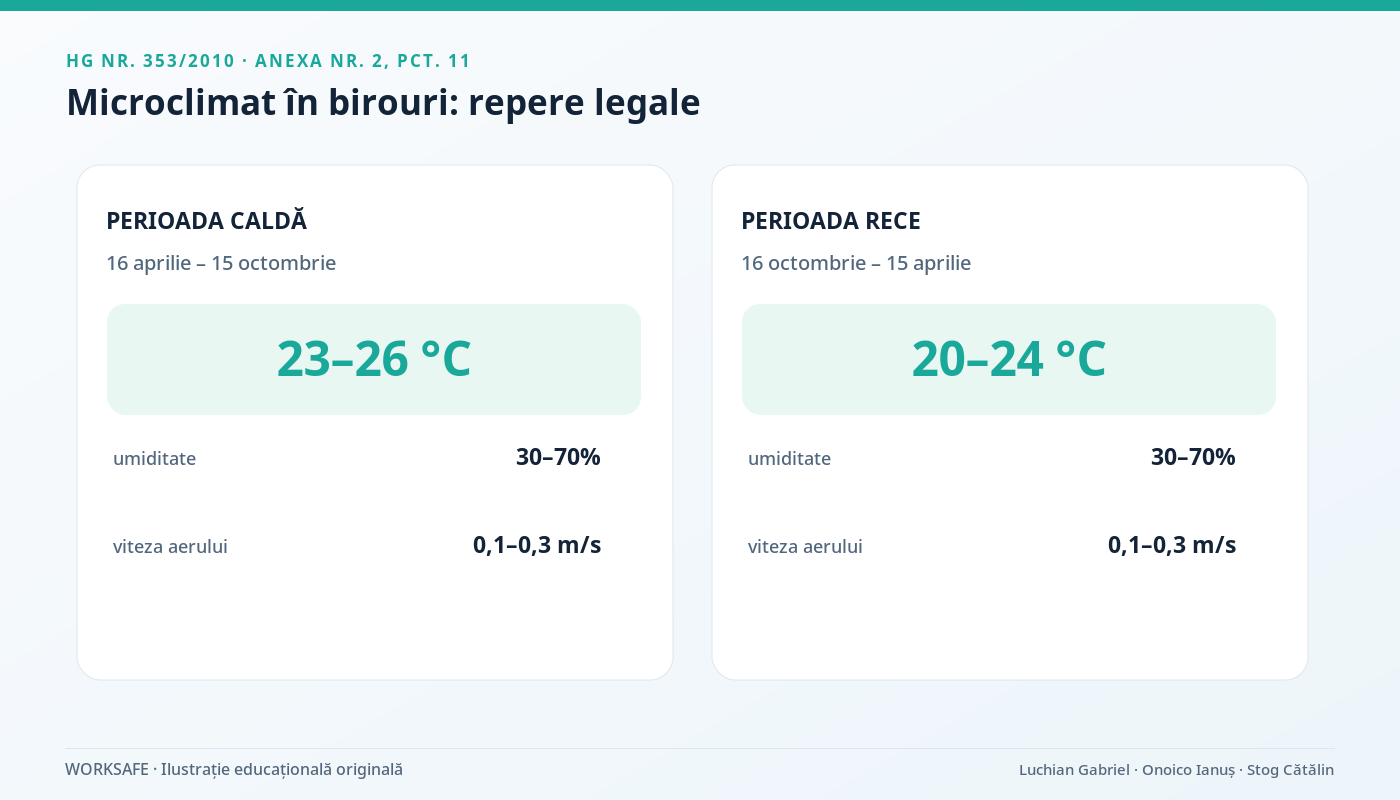 HG NR. 353/2010 · ANEXA NR. 2, PCT. 11
Microclimat în birouri: repere legale
PERIOADA CALDĂ
16 aprilie – 15 octombrie
23–26 °C
umiditate 30–70%
viteza aerului 0,1–0,3 m/s
PERIOADA RECE
16 octombrie – 15 aprilie
20–24 °C
umiditate 30–70%
viteza aerului 0,1–0,3 m/s
WORKSAFE · Ilustrație educațională originală
Luchian Gabriel · Onoico Ianuș · Stog Cătălin